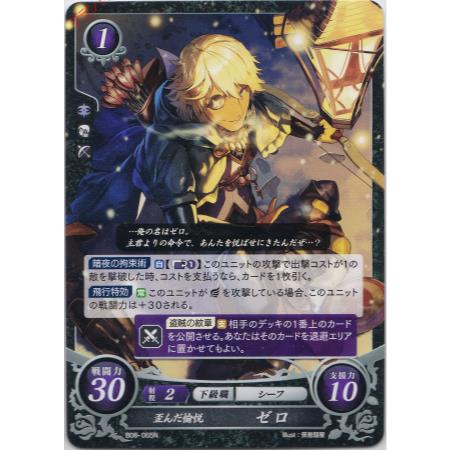 1
…俺の名はゼロ。
主君よりの命令で、あんたを悦ばせにきたんだぜ…?
暗夜の拘束術 自 【 1】このユニットの攻撃で出撃コストが1の
敵を撃破した時、コストを支払うなら、カードを1枚引く。
飛行特効 常 このユニットが を攻撃している場合、このユニット
の戦闘力は+30される。
盗賊の紋章 攻 相手のデッキの1番上のカード
を公開させる。あなたはそのカードを退避エリア
に置かせてもよい。
戦闘力
30
射程 2 下級職 シーフ
支援力
10
歪んだ愉悦 ゼロ
B06-065N
Illust: